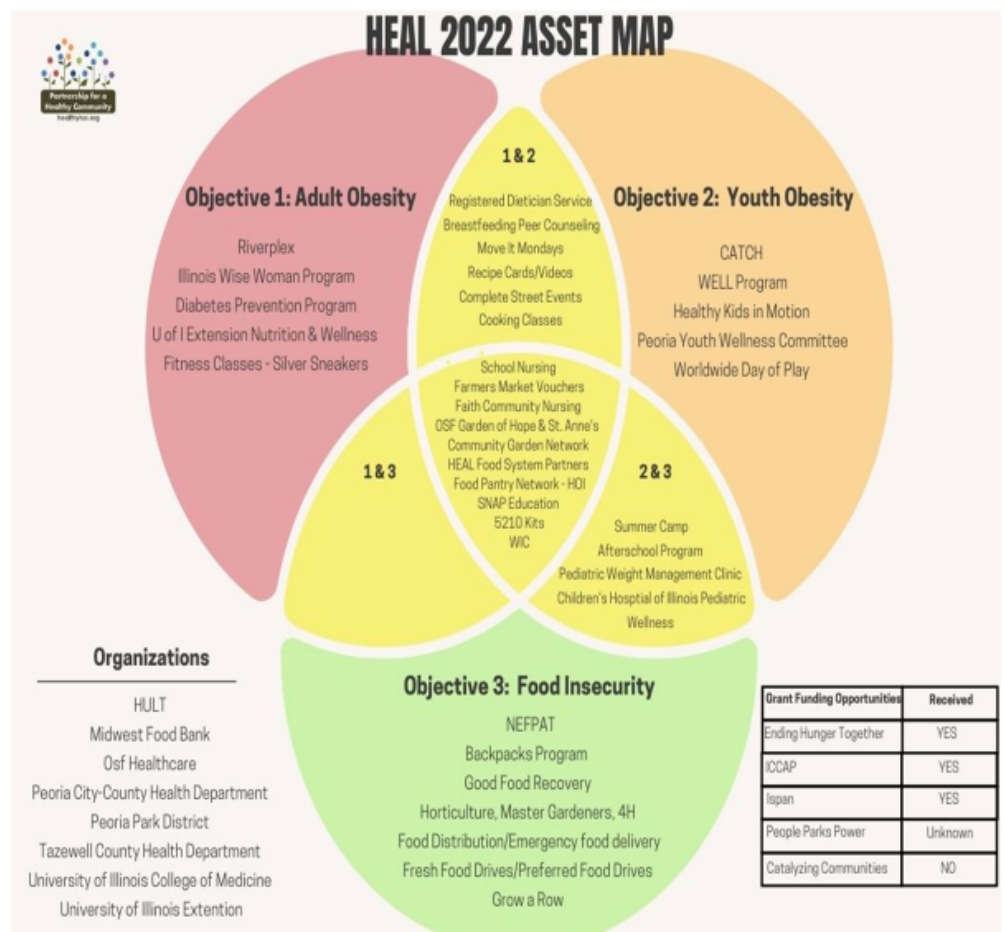 HEAL 2022 ASSET MAP
Partnership for a
Healthy Community
healthyhoi.org
Objective 1: Adult Obesity
Riverplex
Illinois Wise Woman Program
Diabetes Prevention Program
U of I Extension Nutrition & Wellness
Fitness Classes - Silver Sneakers
1 & 2
Registered Dietician Service
Breastfeeding Peer Counseling
Move It Mondays
Recipe Cards/Videos
Complete Street Events
Cooking Classes
Objective 2: Youth Obesity
CATCH
WELL Program
Healthy Kids in Motion
Peoria Youth Wellness Committee
Worldwide Day of Play
School Nursing
Farmers Market Vouchers
Faith Community Nursing
OSF Garden of Hope & St. Anne's
Community Garden Network
HEAL Food System Partners
Food Pantry Network - HOI
SNAP Education
5210 Kits
WIC
1 & 3
2 & 3
Summer Camp
Afterschool Program
Pediatric Weight Management Clinic
Children's Hosptial of Illinois Pediatric
Wellness
Objective 3: Food Insecurity
NEFPAT
Backpacks Program
Good Food Recovery
Horticulture, Master Gardeners, 4H
Food Distribution/Emergency food delivery
Fresh Food Drives/Preferred Food Drives
Grow a Row
Organizations
HULT
Midwest Food Bank
Osf Healthcare
Peoria City-County Health Department
Peoria Park District
Tazewell County Health Department
University of Illinois College of Medicine
University of Illinois Extention
Grant Funding Opportunities Received
Ending Hunger Together YES
ICCAP YES
Ispan YES
People Parks Power Unknown
Catalyzing Communities NO